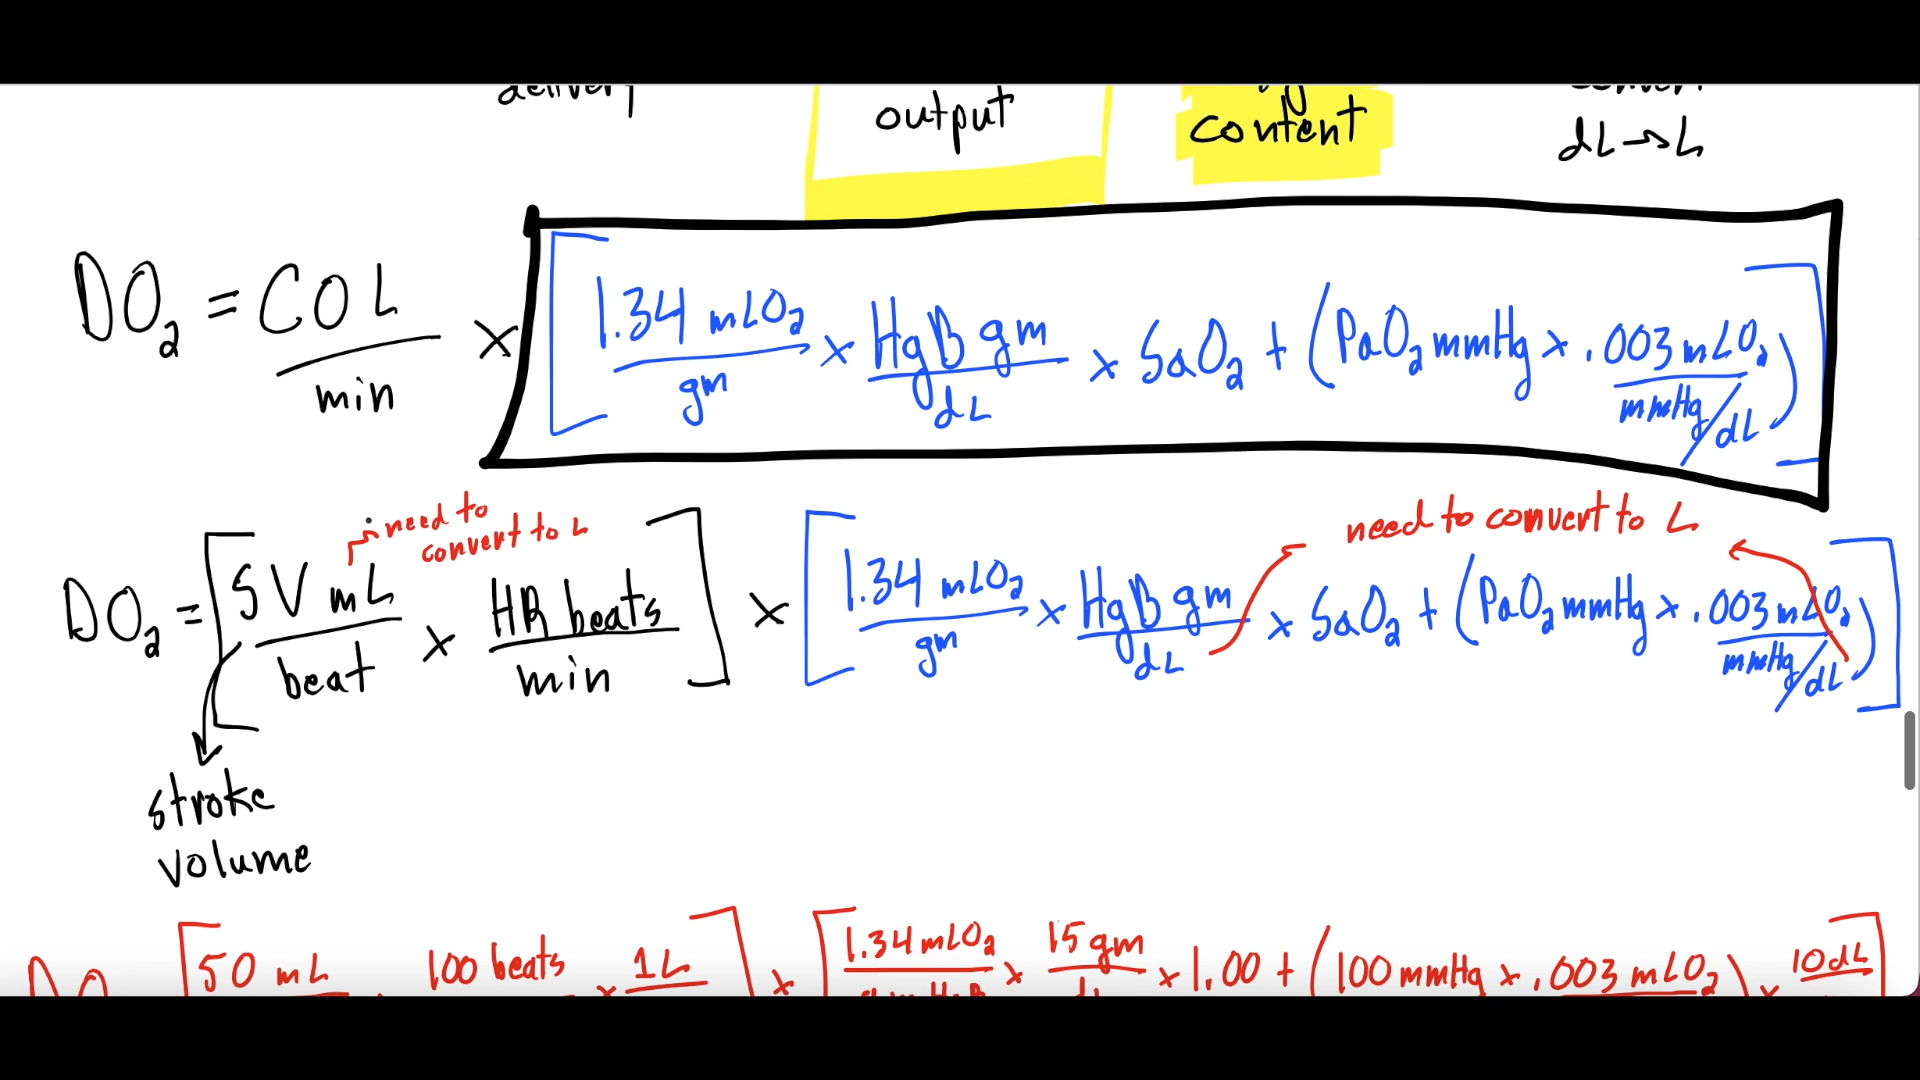 delivery
output
content
dL → L
DO₂ = CO L / min × [ 1.34 mLO₂ / gm × HgB gm / dL × SaO₂ + ( PaO₂ mmHg × .003 mLO₂ / mmHg / dL ) ]
need to
convert to L
need to convert to L
DO₂ = [ SV mL / beat × HR beats / min ] × [ 1.34 mLO₂ / gm × HgB gm / dL × SaO₂ + ( PaO₂ mmHg × .003 mLO₂ / mmHg / dL ) ]
stroke
volume
[ 50 mL 100 beats × 1L ] × [ 1.34 mLO₂ × 15 gm × 1.00 + ( 100 mmHg × .003 mLO₂ ) × 10 dL ]